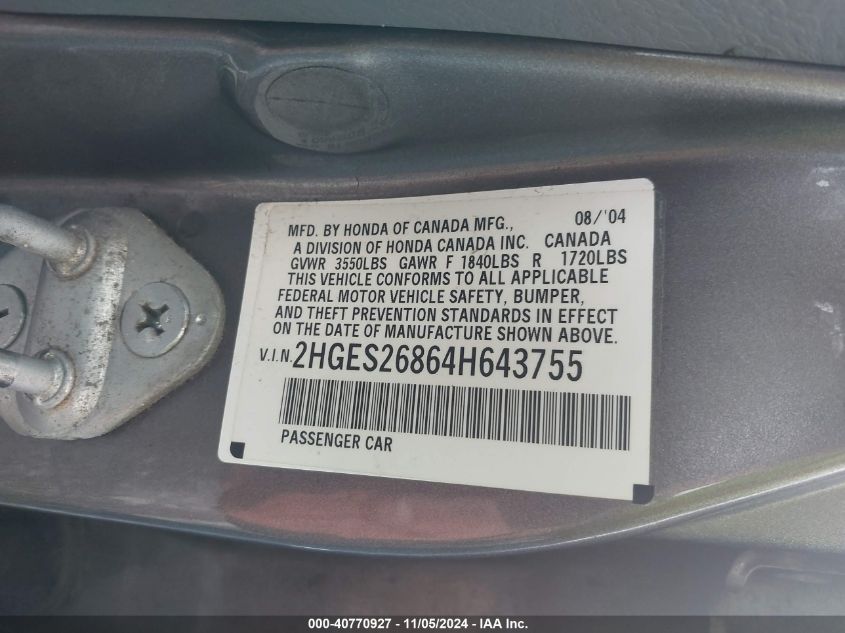 MFD. BY HONDA OF CANADA MFG., 08/'04
A DIVISION OF HONDA CANADA INC. CANADA
GVWR 3550LBS GAWR F 1840LBS R 1720LBS
THIS VEHICLE CONFORMS TO ALL APPLICABLE
FEDERAL MOTOR VEHICLE SAFETY, BUMPER,
AND THEFT PREVENTION STANDARDS IN EFFECT
ON THE DATE OF MANUFACTURE SHOWN ABOVE.
V.I.N. 2HGES26864H643755
PASSENGER CAR
000-40770927 - 11/05/2024 - © IAA Inc.